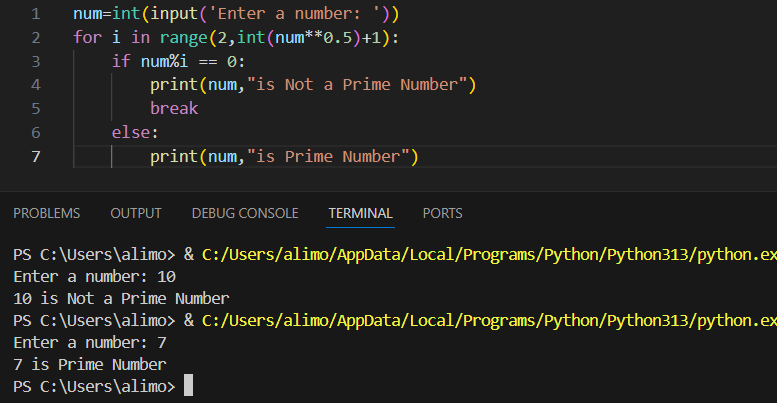 1 num=int(input('Enter a number: '))
2 for i in range(2,int(num**0.5)+1):
3     if num%i == 0:
4         print(num,"is Not a Prime Number")
5         break
6     else:
7         print(num,"is Prime Number")
PROBLEMS OUTPUT DEBUG CONSOLE TERMINAL PORTS
PS C:\Users\alimo> & C:/Users/alimo/AppData/Local/Programs/Python/Python313/python.ex
Enter a number: 10
10 is Not a Prime Number
PS C:\Users\alimo> & C:/Users/alimo/AppData/Local/Programs/Python/Python313/python.ex
Enter a number: 7
7 is Prime Number
PS C:\Users\alimo>